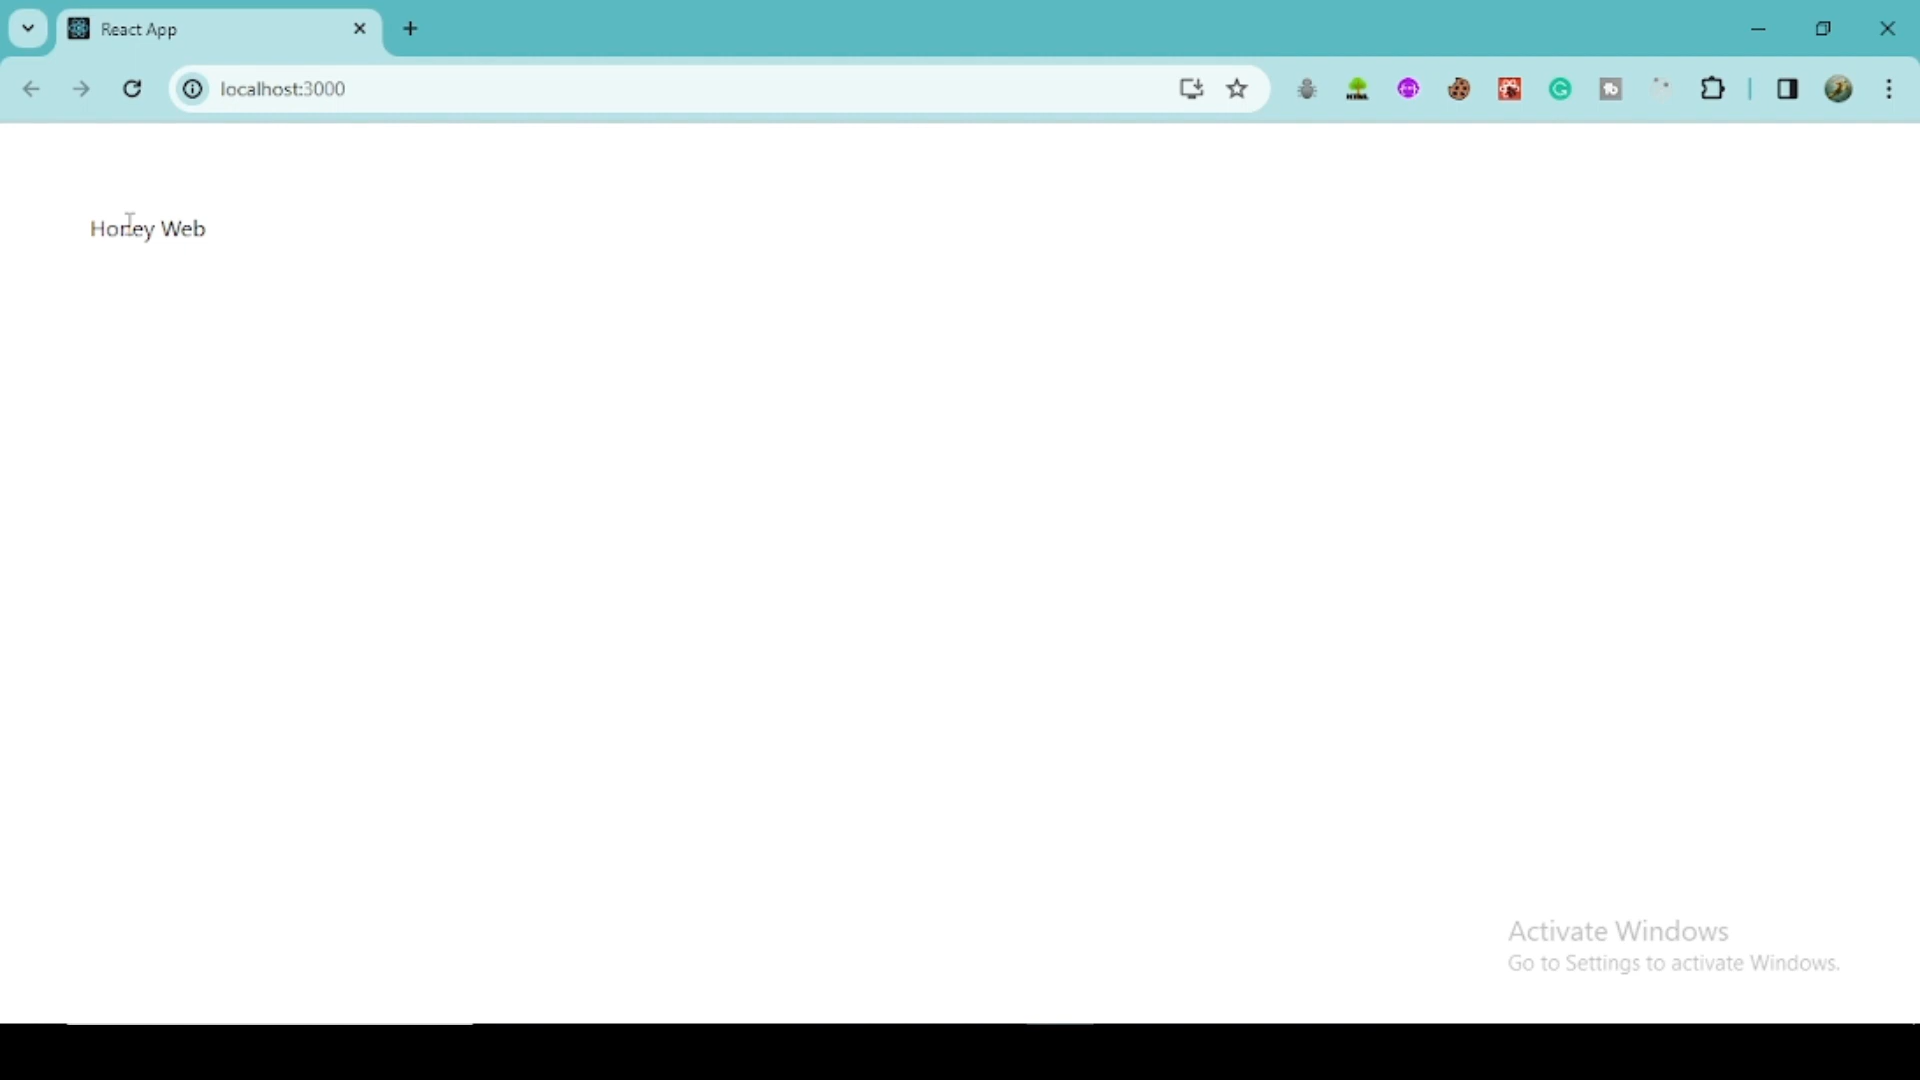 React App
localhost:3000
Honey Web
Activate Windows
Go to Settings to activate Windows.